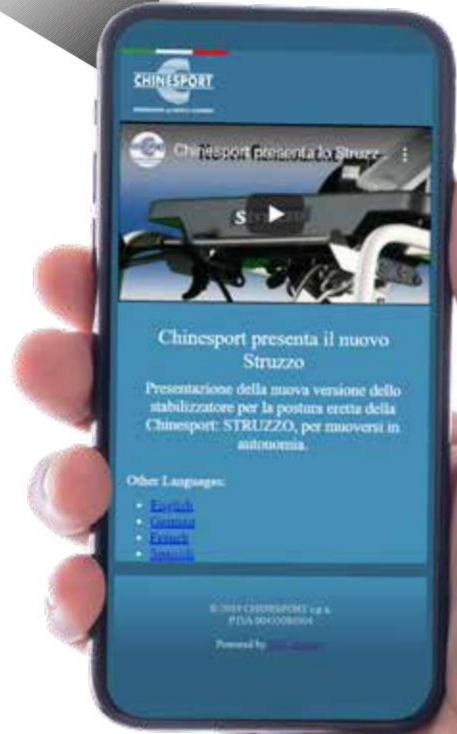 CHINESPORT
Chinesport presenta lo Struzz
Chinesport presenta il nuovo
Struzzo
Presentazione della nuova versione dello
stabilizzatore per la postura eretta della
Chinesport: STRUZZO, per muoversi in
autonomia.
Other Languages:
English
German
French
Spanish
© 2019 CHINESPORT s.p.a.
Powered by